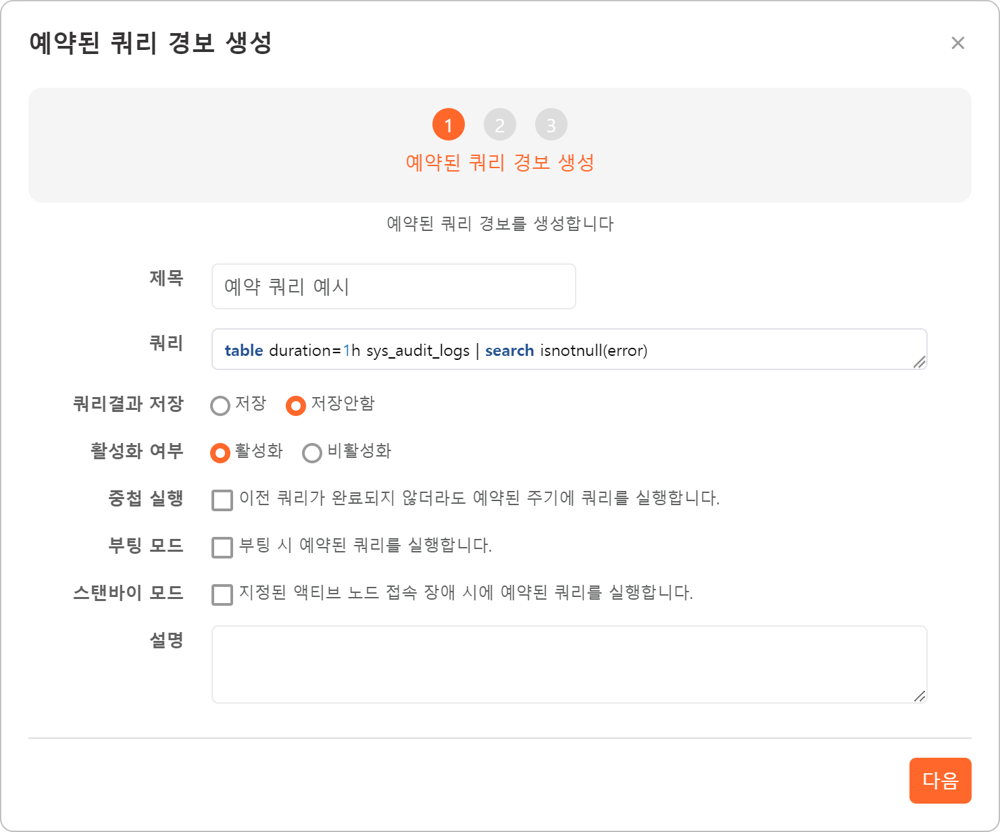 예약된 쿼리 경보 생성
1 2 3
예약된 쿼리 경보 생성
예약된 쿼리 경보를 생성합니다
제목 예약 쿼리 예시
쿼리 table duration=1h sys_audit_logs | search isnotnull(error)
쿼리결과 저장 저장 저장안함
활성화 여부 활성화 비활성화
중첩 실행 이전 쿼리가 완료되지 않더라도 예약된 주기에 쿼리를 실행합니다.
부팅 모드 부팅 시 예약된 쿼리를 실행합니다.
스탠바이 모드 지정된 액티브 노드 접속 장애 시에 예약된 쿼리를 실행합니다.
설명
다음